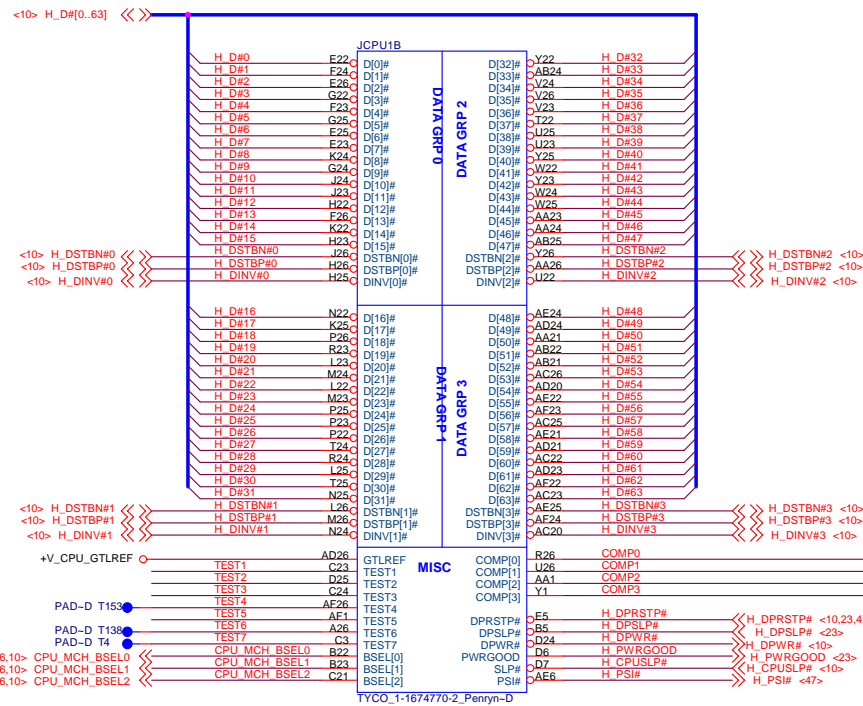 <10> H_D#[0..63]
JCPU1B
H_D#0 E22 D[0]# D[32]# Y22 H_D#32
H_D#1 F24 D[1]# D[33]# AB24 H_D#33
H_D#2 E26 D[2]# D[34]# V24 H_D#34
H_D#3 G22 D[3]# D[35]# V26 H_D#35
H_D#4 F23 D[4]# D[36]# V23 H_D#36
H_D#5 G25 D[5]# D[37]# T22 H_D#37
H_D#6 E25 D[6]# D[38]# U25 H_D#38
H_D#7 E23 D[7]# D[39]# U23 H_D#39
H_D#8 K24 D[8]# D[40]# Y25 H_D#40
H_D#9 G24 D[9]# D[41]# W22 H_D#41
H_D#10 J24 D[10]# D[42]# Y23 H_D#42
H_D#11 J23 D[11]# D[43]# W24 H_D#43
H_D#12 H22 D[12]# D[44]# W25 H_D#44
H_D#13 F26 D[13]# D[45]# AA23 H_D#45
H_D#14 K22 D[14]# D[46]# AA24 H_D#46
H_D#15 H23 D[15]# D[47]# AB25 H_D#47
<10> H_DSTBN#0 H_DSTBN#0 J26 DSTBN[0]# DSTBN[2]# Y26 H_DSTBN#2 H_DSTBN#2 <10>
<10> H_DSTBP#0 H_DSTBP#0 H26 DSTBP[0]# DSTBP[2]# AA26 H_DSTBP#2 H_DSTBP#2 <10>
<10> H_DINV#0 H_DINV#0 H25 DINV[0]# DINV[2]# U22 H_DINV#2 H_DINV#2 <10>
DATA GRP 0
DATA GRP 2
H_D#16 N22 D[16]# D[48]# AE24 H_D#48
H_D#17 K25 D[17]# D[49]# AD24 H_D#49
H_D#18 P26 D[18]# D[50]# AA21 H_D#50
H_D#19 R23 D[19]# D[51]# AB22 H_D#51
H_D#20 L23 D[20]# D[52]# AB21 H_D#52
H_D#21 M24 D[21]# D[53]# AC26 H_D#53
H_D#22 L22 D[22]# D[54]# AD20 H_D#54
H_D#23 M23 D[23]# D[55]# AE22 H_D#55
H_D#24 P25 D[24]# D[56]# AF23 H_D#56
H_D#25 P23 D[25]# D[57]# AC25 H_D#57
H_D#26 P22 D[26]# D[58]# AE21 H_D#58
H_D#27 T24 D[27]# D[59]# AD21 H_D#59
H_D#28 R24 D[28]# D[60]# AC22 H_D#60
H_D#29 L25 D[29]# D[61]# AD23 H_D#61
H_D#30 T25 D[30]# D[62]# AF22 H_D#62
H_D#31 N25 D[31]# D[63]# AC23 H_D#63
<10> H_DSTBN#1 H_DSTBN#1 L26 DSTBN[1]# DSTBN[3]# AE25 H_DSTBN#3 H_DSTBN#3 <10>
<10> H_DSTBP#1 H_DSTBP#1 M26 DSTBP[1]# DSTBP[3]# AF24 H_DSTBP#3 H_DSTBP#3 <10>
<10> H_DINV#1 H_DINV#1 N24 DINV[1]# DINV[3]# AC20 H_DINV#3 H_DINV#3 <10>
DATA GRP 1
DATA GRP 3
+V_CPU_GTLREF AD26 GTLREF MISC COMP[0] R26 COMP0
TEST1 C23 TEST1 COMP[1] U26 COMP1
TEST2 D25 TEST2 COMP[2] AA1 COMP2
TEST3 C24 TEST3 COMP[3] Y1 COMP3
PAD~D T153 TEST4 AF26 TEST4
TEST5 AF1 TEST5 DPRSTP# E5 H_DPRSTP# H_DPRSTP# <10,23,4
PAD~D T138 TEST6 A26 TEST6 DPSLP# B5 H_DPSLP# H_DPSLP# <23>
PAD~D T4 TEST7 C3 TEST7 DPWR# D24 H_DPWR# H_DPWR# <10>
6,10> CPU_MCH_BSEL0 CPU_MCH_BSEL0 B22 BSEL[0] PWRGOOD D6 H_PWRGOOD H_PWRGOOD <23>
6,10> CPU_MCH_BSEL1 CPU_MCH_BSEL1 B23 BSEL[1] SLP# D7 H_CPUSLP# H_CPUSLP# <10>
6,10> CPU_MCH_BSEL2 CPU_MCH_BSEL2 C21 BSEL[2] PSI# AE6 H_PSI# H_PSI# <47>
TYCO_1-1674770-2_Penryn~D